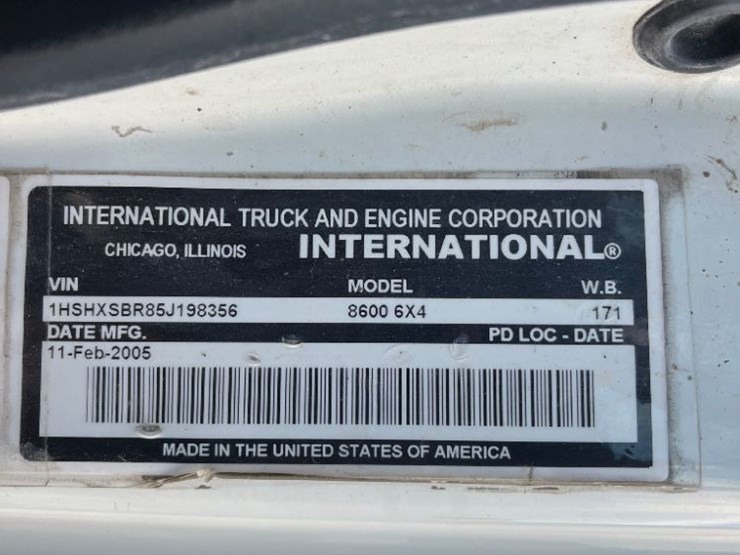 INTERNATIONAL TRUCK AND ENGINE CORPORATION
CHICAGO, ILLINOIS INTERNATIONAL®
VIN MODEL W.B.
1HSHXSBR85J198356 8600 6X4 171
DATE MFG. PD LOC - DATE
11-Feb-2005
MADE IN THE UNITED STATES OF AMERICA